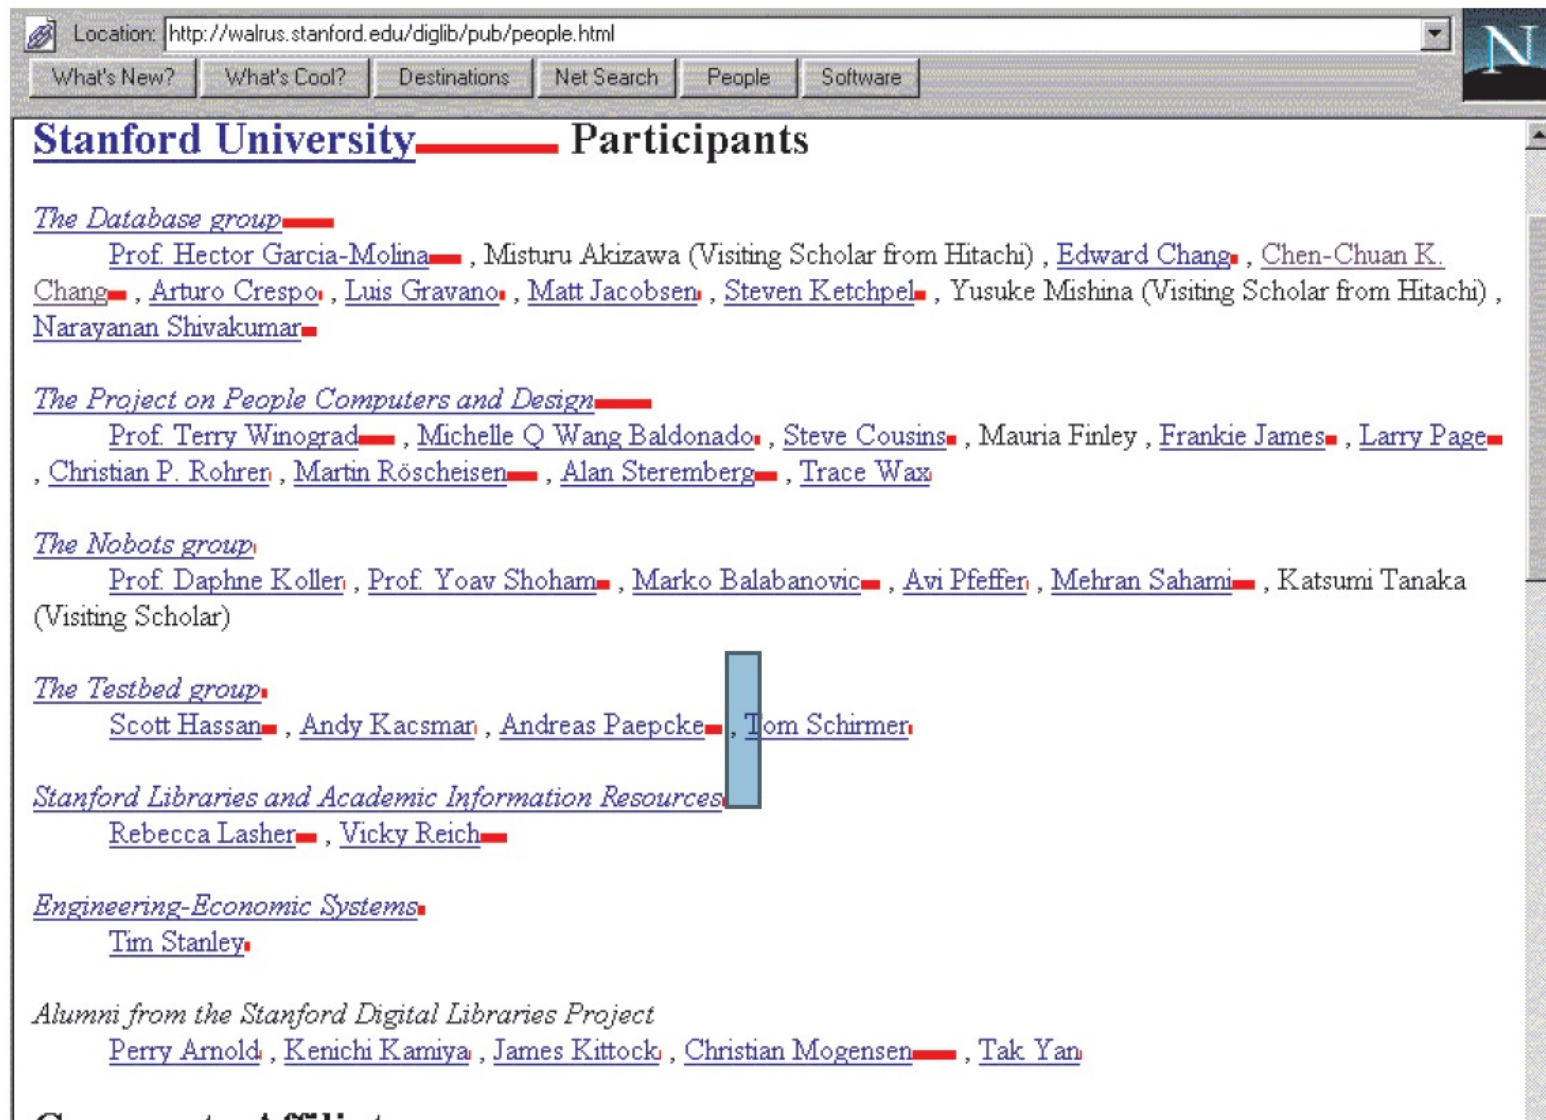 Location: http://walrus.stanford.edu/diglib/pub/people.html
N
What's New? What's Cool? Destinations Net Search People Software
Stanford University Participants
The Database group
Prof. Hector Garcia-Molina , Misturu Akizawa (Visiting Scholar from Hitachi) , Edward Chang , Chen-Chuan K.
Chang , Arturo Crespo , Luis Gravano , Matt Jacobsen , Steven Ketchpel , Yusuke Mishina (Visiting Scholar from Hitachi) ,
Narayanan Shivakumar
The Project on People Computers and Design
Prof. Terry Winograd , Michelle Q Wang Baldonado , Steve Cousins , Mauria Finley , Frankie James , Larry Page
, Christian P. Rohrer , Martin Röscheisen , Alan Steremberg , Trace Wax
The Nobots group
Prof. Daphne Koller , Prof. Yoav Shoham , Marko Balabanovic , Avi Pfeffer , Mehran Sahami , Katsumi Tanaka
(Visiting Scholar)
The Testbed group
Scott Hassan , Andy Kacsmar , Andreas Paepcke , Tom Schirmer
Stanford Libraries and Academic Information Resources
Rebecca Lasher , Vicky Reich
Engineering-Economic Systems
Tim Stanley
Alumni from the Stanford Digital Libraries Project
Perry Arnold , Kenichi Kamiya , James Kittock , Christian Mogensen , Tak Yan